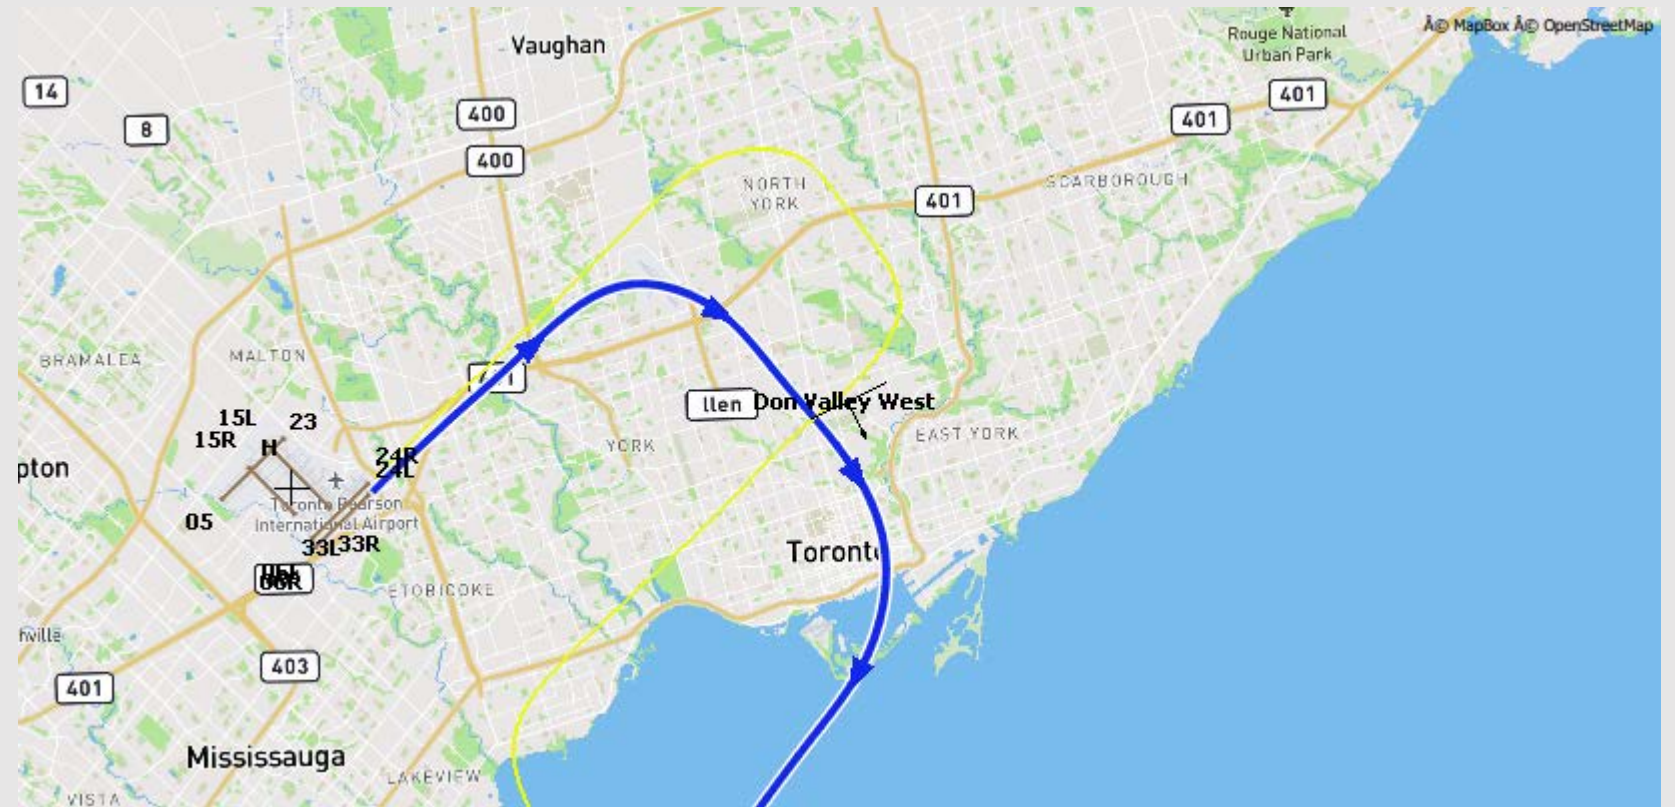 Vaughan
Rouge National
Urban Park
Â© MapBox Â© OpenStreetMap
14
8
400
400
401
401
401
NORTH
YORK
SCARBOROUGH
BRAMALEA
MALTON
15L
23
15R
H
24R
24L
llen
Don Valley West
YORK
EAST YORK
pton
Toronto Pearson
International Airport
05
33L
33R
ETOBICOKE
Toront
hville
403
401
Mississauga
LAKEVIEW
VISTA